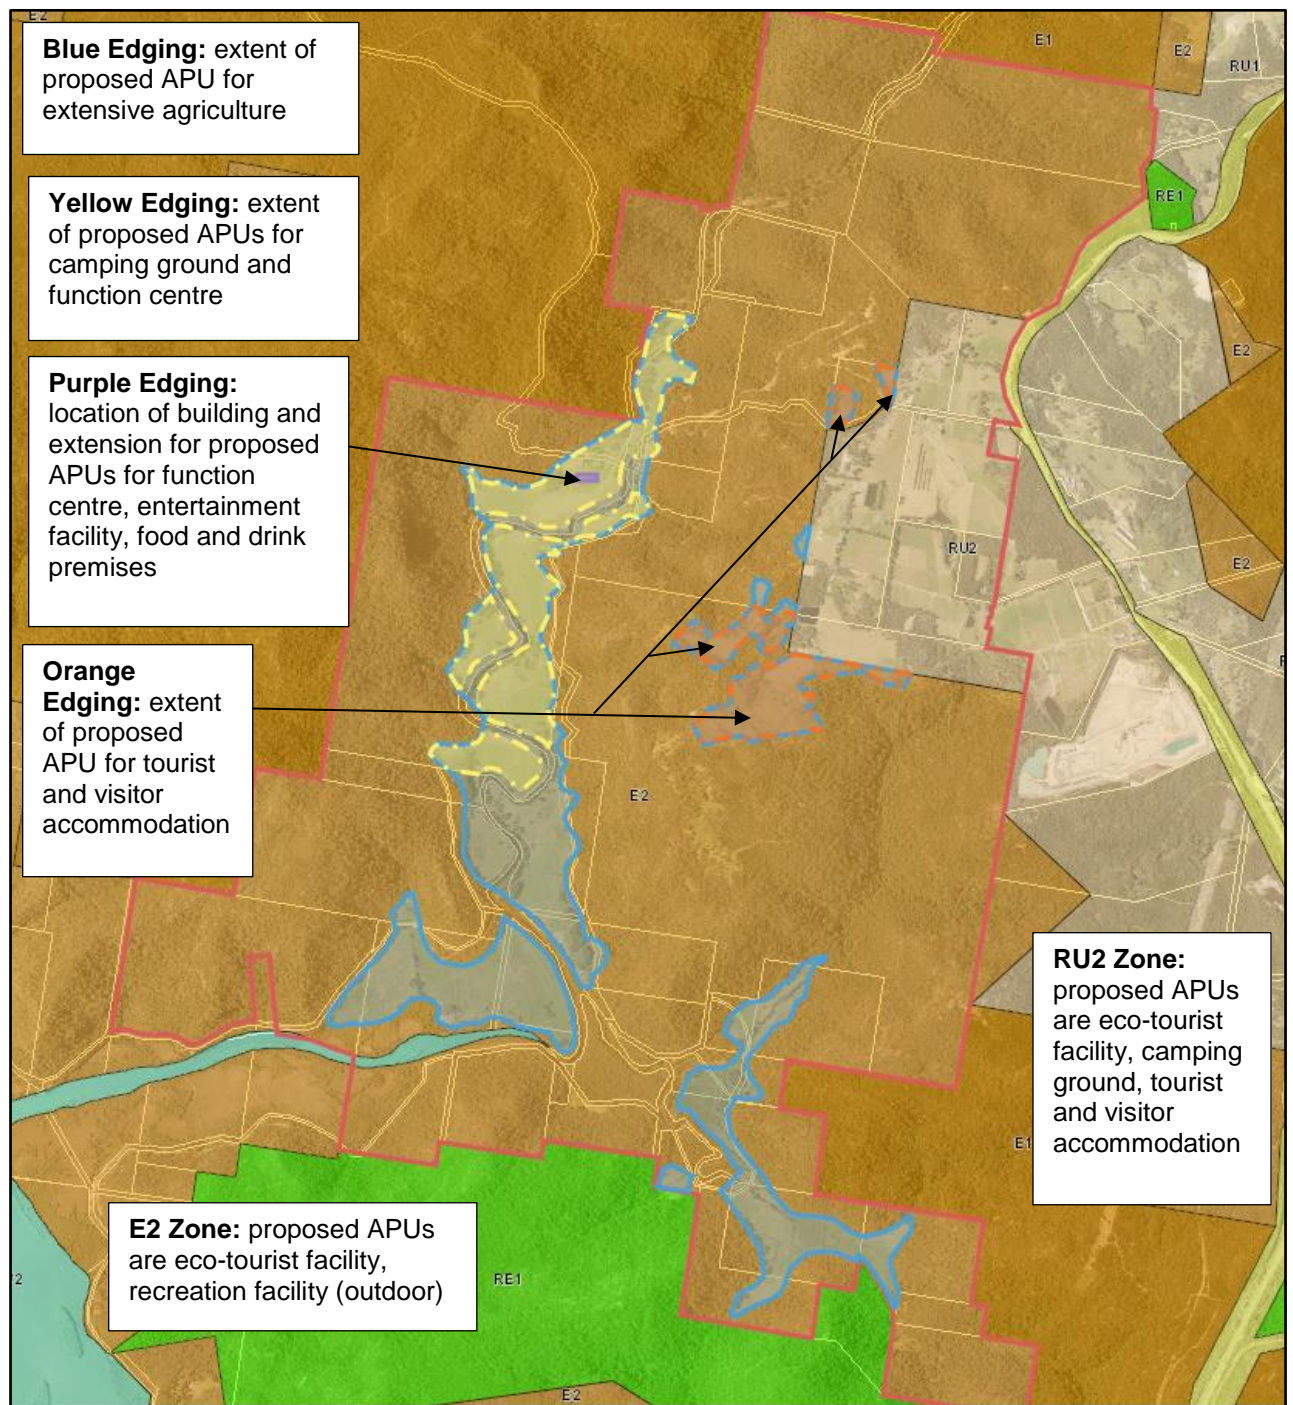 E2
Blue Edging: extent of
proposed APU for
extensive agriculture
E1
E2
RU1
Yellow Edging: extent
of proposed APUs for
camping ground and
function centre
RE1
Purple Edging:
location of building and
extension for proposed
APUs for function
centre, entertainment
facility, food and drink
premises
E2
RU2
E2
Orange
Edging: extent
of proposed
APU for tourist
and visitor
accommodation
E2
RU2 Zone:
proposed APUs
are eco-tourist
facility, camping
ground, tourist
and visitor
accommodation
E1
E2 Zone: proposed APUs
are eco-tourist facility,
recreation facility (outdoor)
RE1
E2